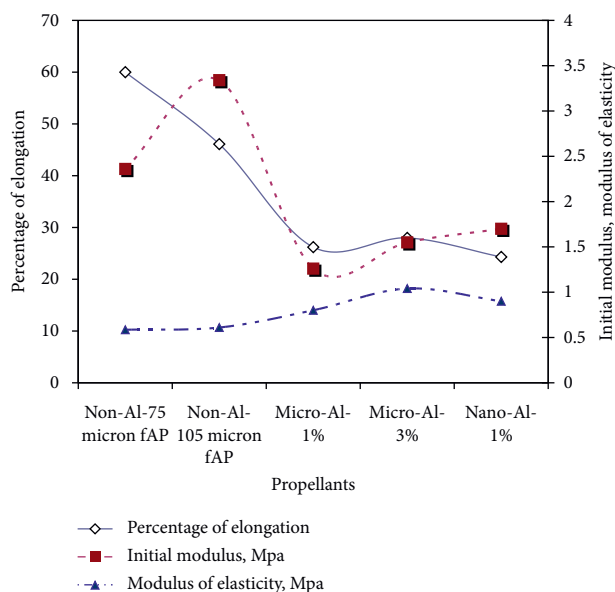 70
60
50
40
30
20
10
0
Percentage of elongation
4
3.5
3
2.5
2
1.5
1
0.5
0
Initial modulus, modulus of elasticity
Non-Al-75
micron fAP
Non-Al-
105 micron
fAP
Micro-Al-
1%
Micro-Al-
3%
Nano-Al-
1%
Propellants
Percentage of elongation
Initial modulus, Mpa
Modulus of elasticity, Mpa